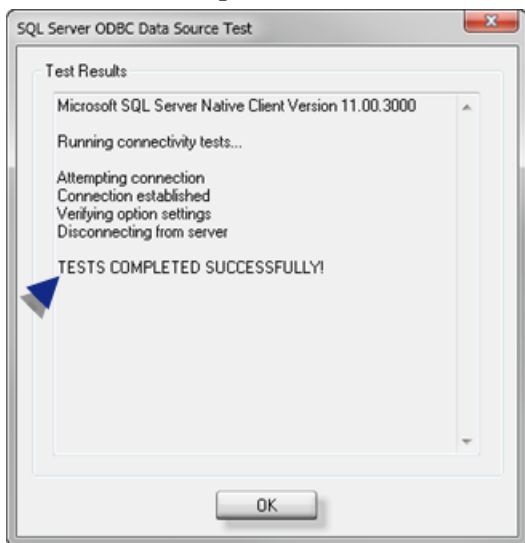 SQL Server ODBC Data Source Test
Test Results
Microsoft SQL Server Native Client Version 11.00.3000
Running connectivity tests...
Attempting connection
Connection established
Verifying option settings
Disconnecting from server
TESTS COMPLETED SUCCESSFULLY!
OK